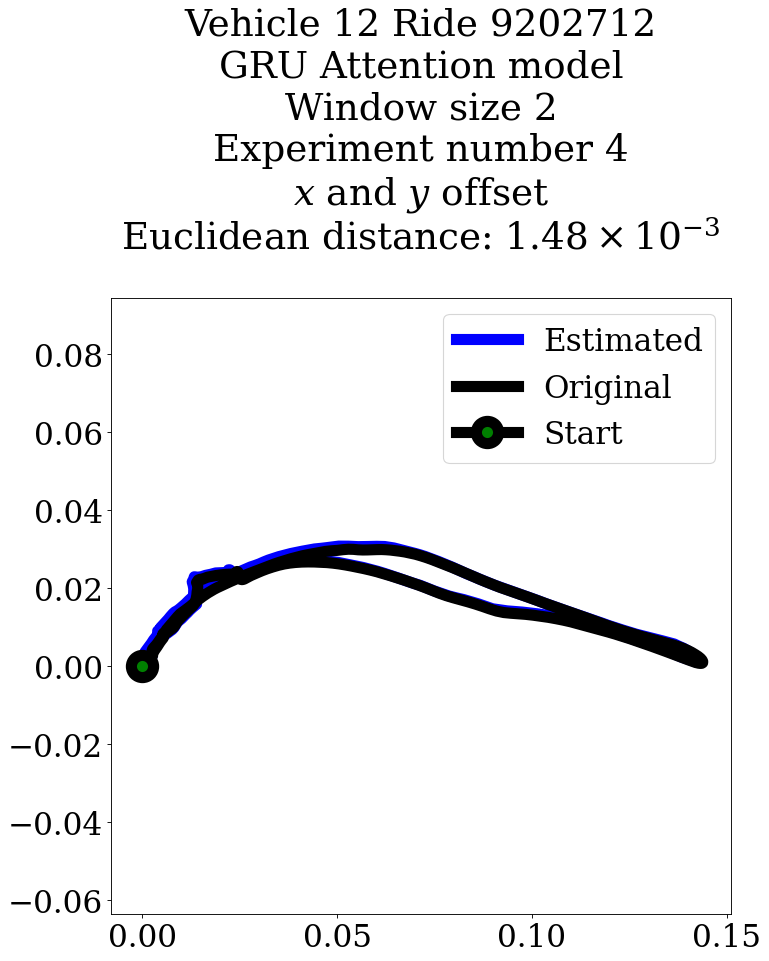 Vehicle 12 Ride 9202712
GRU Attention model
Window size 2
Experiment number 4
x and y offset
Euclidean distance: 1.48 × 10⁻³
Estimated
Original
Start
0.08
0.06
0.04
0.02
0.00
−0.02
−0.04
−0.06
0.00 0.05 0.10 0.15